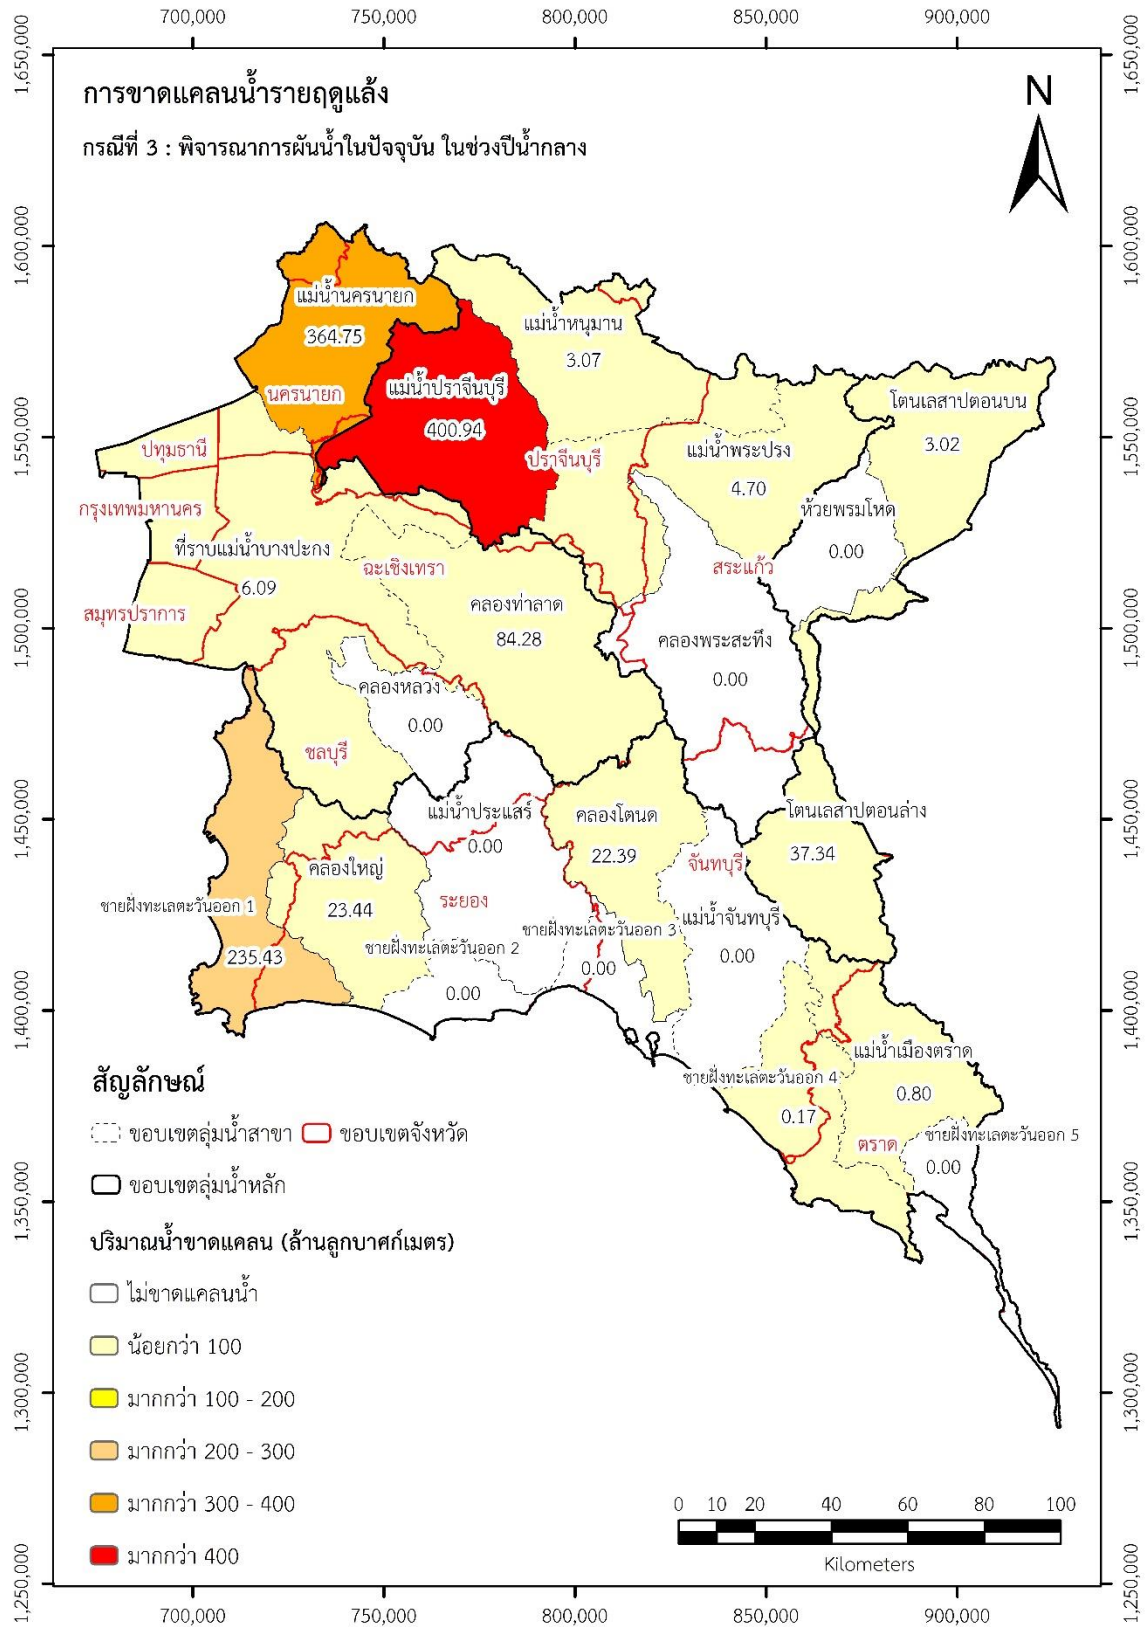 700,000 750,000 800,000 850,000 900,000
1,650,000 1,650,000
การขาดแคลนน้ำรายฤดูแล้ง
N
กรณีที่ 3 : พิจารณาการผันน้ำในปัจจุบัน ในช่วงปีน้ำกลาง
1,600,000 1,600,000
แม่น้ำนครนายก
364.75
แม่น้ำหนุมาน
3.07
นครนายก
แม่น้ำปราจีนบุรี
400.94
โตนเลสาปตอนบน
3.02
1,550,000 1,550,000
ปทุมธานี
ปราจีนบุรี
แม่น้ำพระปรง
4.70
กรุงเทพมหานคร
ห้วยพรมโหด
0.00
ที่ราบแม่น้ำบางปะกง
6.09
ฉะเชิงเทรา
สระแก้ว
สมุทรปราการ
คลองท่าลาด
84.28
1,500,000 1,500,000
คลองพระสะทึง
0.00
คลองหลวง
0.00
ชลบุรี
1,450,000 1,450,000
แม่น้ำประแสร์
0.00
คลองโตนด
22.39
โตนเลสาปตอนล่าง
37.34
คลองใหญ่
23.44
จันทบุรี
ระยอง
ชายฝั่งทะเลตะวันออก 1
235.43
แม่น้ำจันทบุรี
0.00
ชายฝั่งทะเลตะวันออก 3
0.00
ชายฝั่งทะเลตะวันออก 2
0.00
1,400,000 1,400,000
แม่น้ำเมืองตราด
0.80
ชายฝั่งทะเลตะวันออก 4
0.17
ชายฝั่งทะเลตะวันออก 5
0.00
ตราด
สัญลักษณ์
ขอบเขตลุ่มน้ำสาขา ขอบเขตจังหวัด
ขอบเขตลุ่มน้ำหลัก
1,350,000 1,350,000
ปริมาณน้ำขาดแคลน (ล้านลูกบาศก์เมตร)
ไม่ขาดแคลนน้ำ
น้อยกว่า 100
มากกว่า 100 - 200
1,300,000 1,300,000
มากกว่า 200 - 300
มากกว่า 300 - 400
มากกว่า 400
0 10 20 40 60 80 100
Kilometers
1,250,000 1,250,000
700,000 750,000 800,000 850,000 900,000